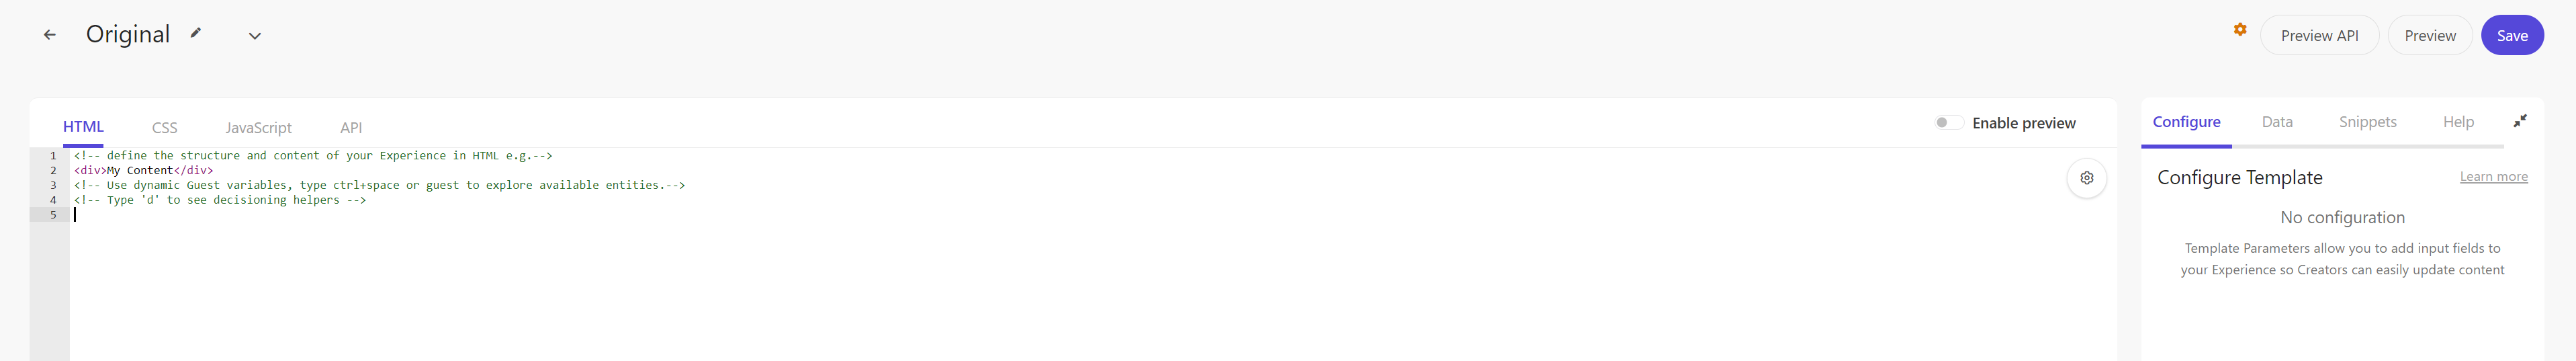 Original
Preview API Preview Save
HTML CSS JavaScript API Enable preview
1 <!-- define the structure and content of your Experience in HTML e.g.-->
2 <div>My Content</div>
3 <!-- Use dynamic Guest variables, type ctrl+space or guest to explore available entities.-->
4 <!-- Type 'd' to see decisioning helpers -->
5
Configure Data Snippets Help
Configure Template Learn more
No configuration
Template Parameters allow you to add input fields to
your Experience so Creators can easily update content